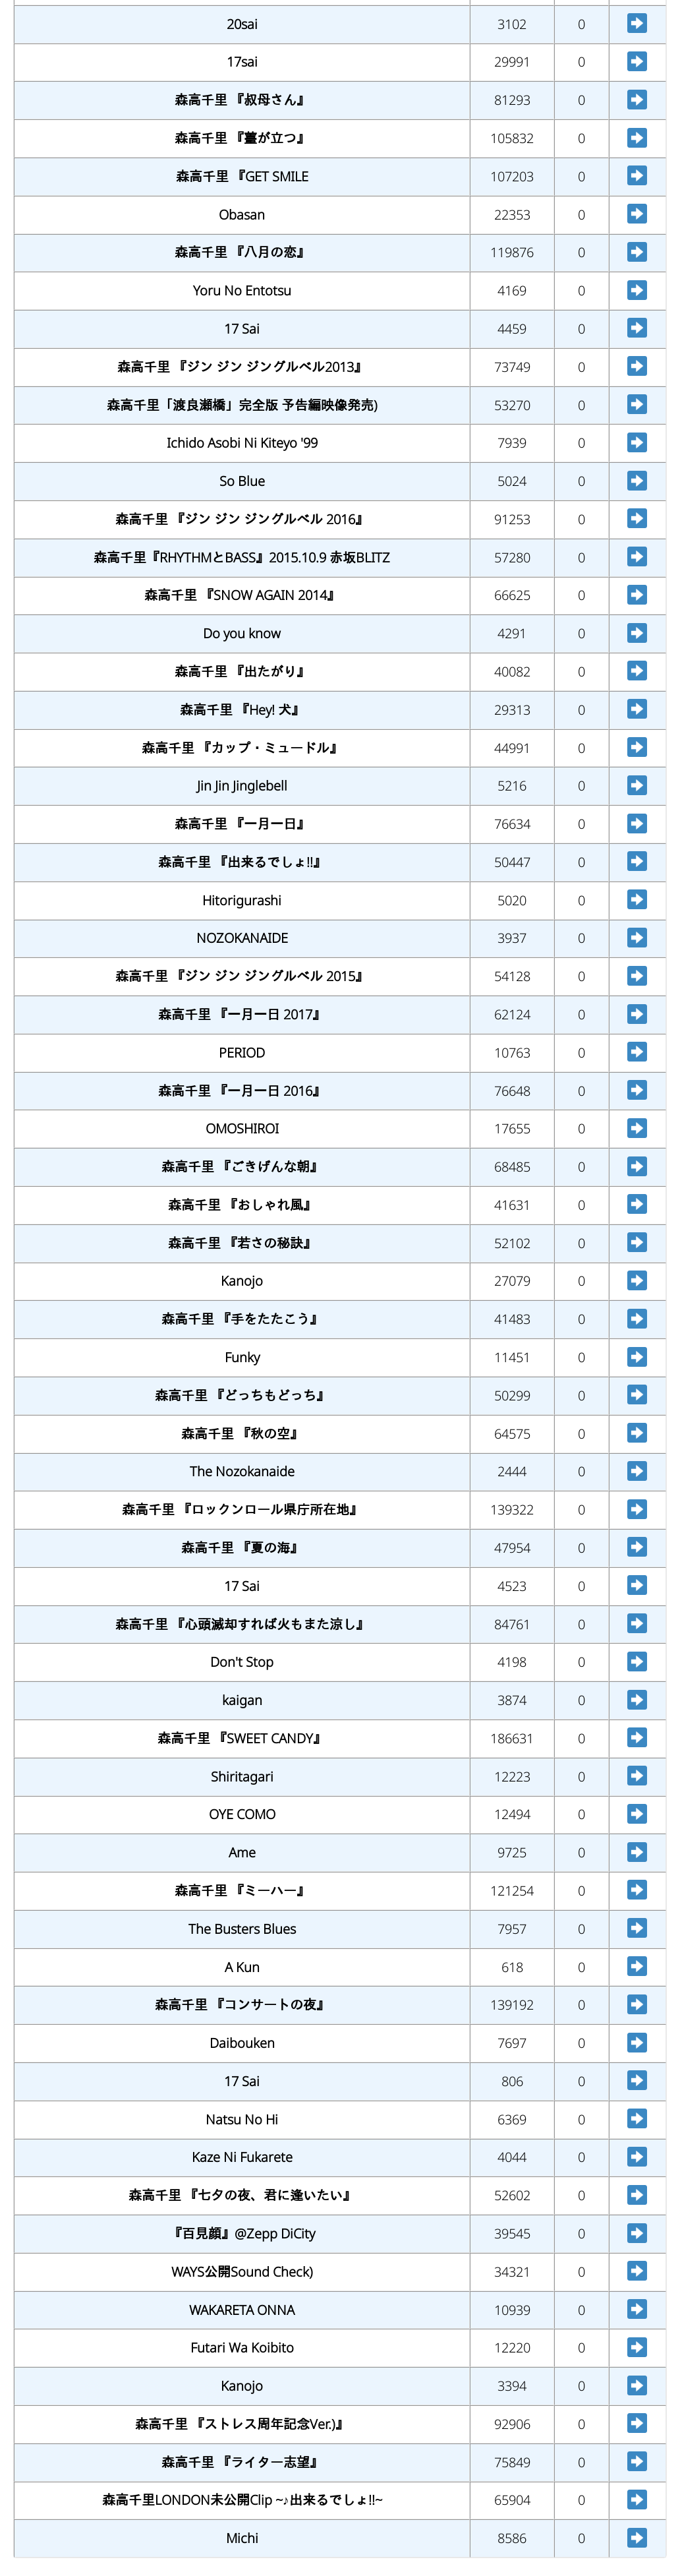 20sai 3102 0
17sai 29991 0
森高千里 『叔母さん』 81293 0
森高千里 『薹が立つ』 105832 0
森高千里 『GET SMILE 107203 0
Obasan 22353 0
森高千里 『八月の恋』 119876 0
Yoru No Entotsu 4169 0
17 Sai 4459 0
森高千里 『ジン ジン ジングルベル2013』 73749 0
森高千里「渡良瀬橋」完全版 予告編映像発売) 53270 0
Ichido Asobi Ni Kiteyo '99 7939 0
So Blue 5024 0
森高千里 『ジン ジン ジングルベル 2016』 91253 0
森高千里『RHYTHMとBASS』2015.10.9 赤坂BLITZ 57280 0
森高千里 『SNOW AGAIN 2014』 66625 0
Do you know 4291 0
森高千里 『出たがり』 40082 0
森高千里 『Hey! 犬』 29313 0
森高千里 『カップ・ミュードル』 44991 0
Jin Jin Jinglebell 5216 0
森高千里 『一月一日』 76634 0
森高千里 『出来るでしょ!!』 50447 0
Hitorigurashi 5020 0
NOZOKANAIDE 3937 0
森高千里 『ジン ジン ジングルベル 2015』 54128 0
森高千里 『一月一日 2017』 62124 0
PERIOD 10763 0
森高千里 『一月一日 2016』 76648 0
OMOSHIROI 17655 0
森高千里 『ごきげんな朝』 68485 0
森高千里 『おしゃれ風』 41631 0
森高千里 『若さの秘訣』 52102 0
Kanojo 27079 0
森高千里 『手をたたこう』 41483 0
Funky 11451 0
森高千里 『どっちもどっち』 50299 0
森高千里 『秋の空』 64575 0
The Nozokanaide 2444 0
森高千里 『ロックンロール県庁所在地』 139322 0
森高千里 『夏の海』 47954 0
17 Sai 4523 0
森高千里 『心頭滅却すれば火もまた涼し』 84761 0
Don't Stop 4198 0
kaigan 3874 0
森高千里 『SWEET CANDY』 186631 0
Shiritagari 12223 0
OYE COMO 12494 0
Ame 9725 0
森高千里 『ミーハー』 121254 0
The Busters Blues 7957 0
A Kun 618 0
森高千里 『コンサートの夜』 139192 0
Daibouken 7697 0
17 Sai 806 0
Natsu No Hi 6369 0
Kaze Ni Fukarete 4044 0
森高千里 『七夕の夜、君に逢いたい』 52602 0
『百見顔』@Zepp DiCity 39545 0
WAYS公開Sound Check) 34321 0
WAKARETA ONNA 10939 0
Futari Wa Koibito 12220 0
Kanojo 3394 0
森高千里 『ストレス周年記念Ver.)』 92906 0
森高千里 『ライター志望』 75849 0
森高千里LONDON未公開Clip ~♪出来るでしょ!!~ 65904 0
Michi 8586 0